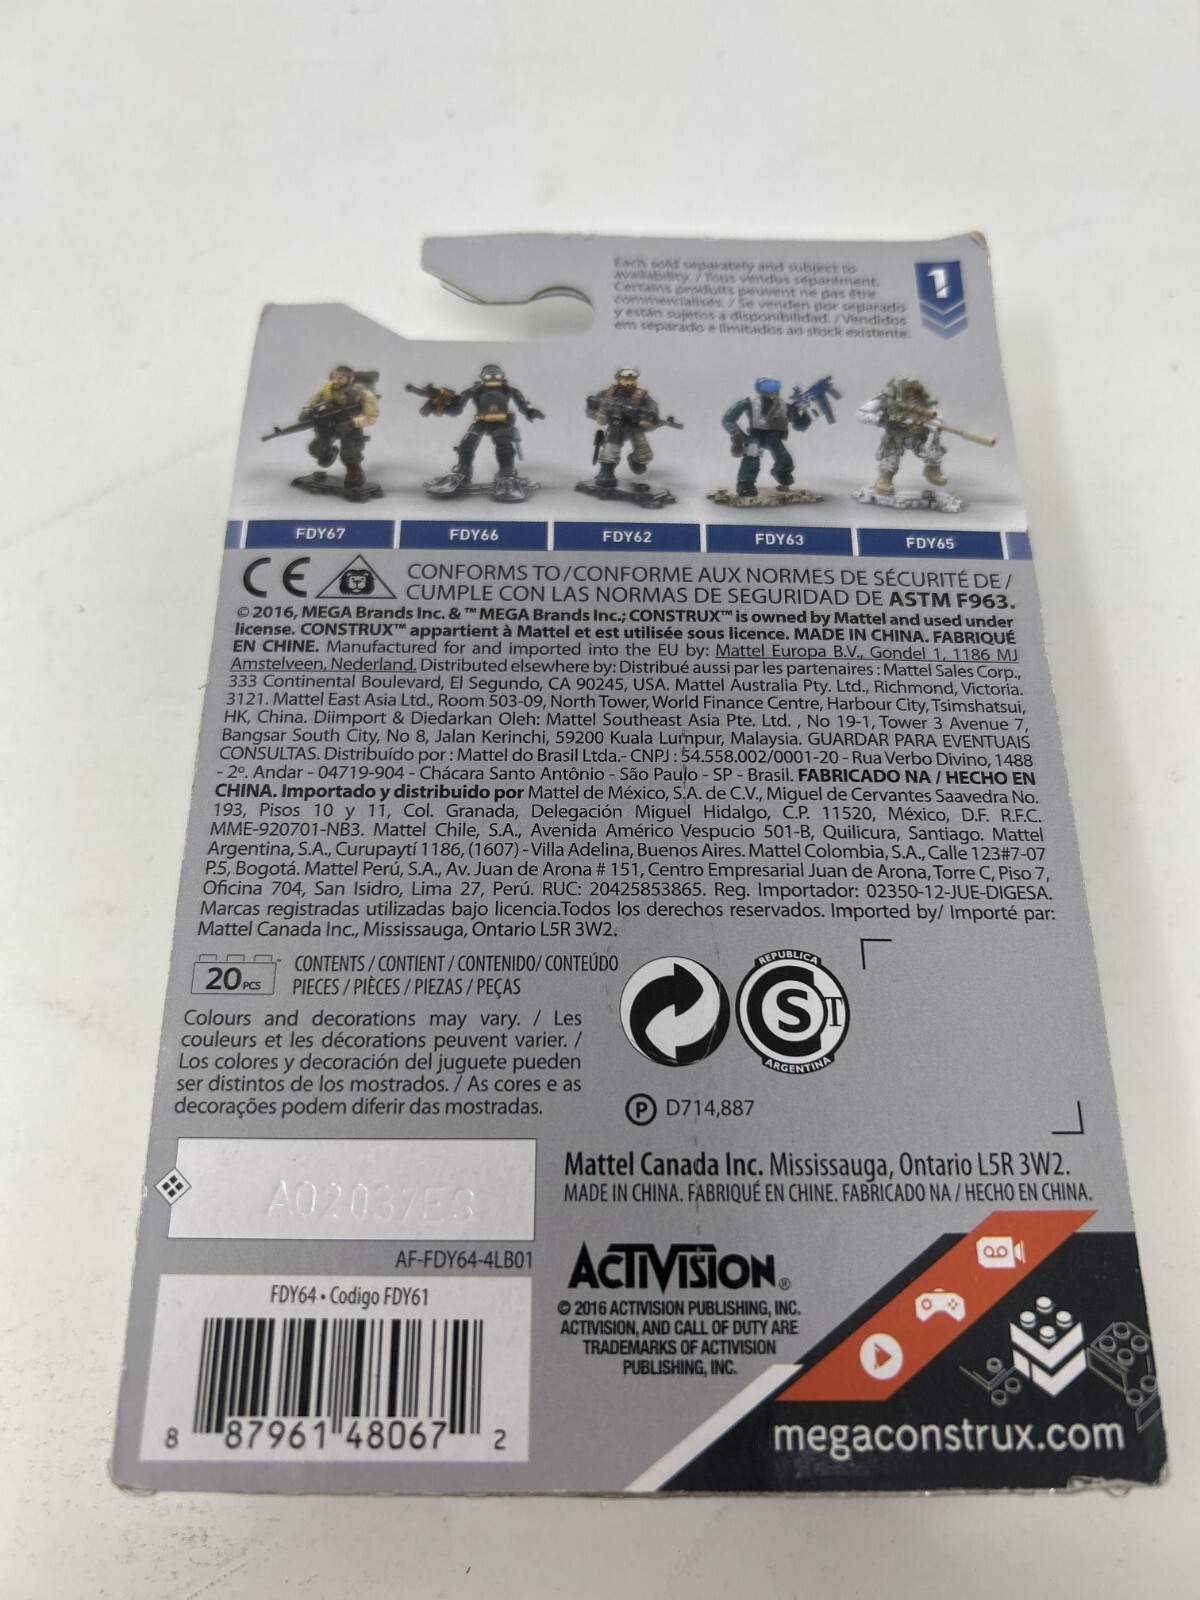 Each sold separately and subject to
availability. / Tous vendus séparément.
Certains produits peuvent ne pas être
commercialisés. / Se venden por separado
y están sujetos a disponibilidad. / Vendidos
em separado e limitados ao stock existente.
1
FDY67 FDY66 FDY62 FDY63 FDY65
CE
CONFORMS TO/CONFORME AUX NORMES DE SÉCURITÉ DE/
CUMPLE CON LAS NORMAS DE SEGURIDAD DE ASTM F963.
© 2016, MEGA Brands Inc. & ™ MEGA Brands Inc.; CONSTRUX™ is owned by Mattel and used under
license. CONSTRUX™ appartient à Mattel et est utilisée sous licence. MADE IN CHINA. FABRIQUÉ
EN CHINE. Manufactured for and imported into the EU by: Mattel Europa B.V., Gondel 1, 1186 MJ
Amstelveen, Nederland. Distributed elsewhere by: Distribué aussi par les partenaires : Mattel Sales Corp.,
333 Continental Boulevard, El Segundo, CA 90245, USA. Mattel Australia Pty. Ltd., Richmond, Victoria.
3121. Mattel East Asia Ltd., Room 503-09, North Tower, World Finance Centre, Harbour City, Tsimshatsui,
HK, China. Diimport & Diedarkan Oleh: Mattel Southeast Asia Pte. Ltd. , No 19-1, Tower 3 Avenue 7,
Bangsar South City, No 8, Jalan Kerinchi, 59200 Kuala Lumpur, Malaysia. GUARDAR PARA EVENTUAIS
CONSULTAS. Distribuído por : Mattel do Brasil Ltda.- CNPJ : 54.558.002/0001-20 - Rua Verbo Divino, 1488
- 2º. Andar - 04719-904 - Chácara Santo Antônio - São Paulo - SP - Brasil. FABRICADO NA / HECHO EN
CHINA. Importado y distribuido por Mattel de México, S.A. de C.V., Miguel de Cervantes Saavedra No.
193, Pisos 10 y 11, Col. Granada, Delegación Miguel Hidalgo, C.P. 11520, México, D.F. R.F.C.
MME-920701-NB3. Mattel Chile, S.A., Avenida Américo Vespucio 501-B, Quilicura, Santiago. Mattel
Argentina, S.A., Curupaytí 1186, (1607) - Villa Adelina, Buenos Aires. Mattel Colombia, S.A., Calle 123#7-07
P.5, Bogotá. Mattel Perú, S.A., Av. Juan de Arona # 151, Centro Empresarial Juan de Arona, Torre C, Piso 7,
Oficina 704, San Isidro, Lima 27, Perú. RUC: 20425853865. Reg. Importador: 02350-12-JUE-DIGESA.
Marcas registradas utilizadas bajo licencia.Todos los derechos reservados. Imported by/ Importé par:
Mattel Canada Inc., Mississauga, Ontario L5R 3W2.
20 PCS
CONTENTS / CONTIENT / CONTENIDO/ CONTEÚDO
PIECES / PIÈCES / PIEZAS / PEÇAS
REPUBLICA
S T
ARGENTINA
Colours and decorations may vary. / Les
couleurs et les décorations peuvent varier. /
Los colores y decoración del juguete pueden
ser distintos de los mostrados. / As cores e as
decorações podem diferir das mostradas.
P D714,887
A02037ES
AF-FDY64-4LB01
Mattel Canada Inc. Mississauga, Ontario L5R 3W2.
MADE IN CHINA. FABRIQUÉ EN CHINE. FABRICADO NA / HECHO EN CHINA.
FDY64 • Codigo FDY61
8 87961 48067 2
ACTIVISION®
© 2016 ACTIVISION PUBLISHING, INC.
ACTIVISION, AND CALL OF DUTY ARE
TRADEMARKS OF ACTIVISION
PUBLISHING, INC.
megaconstrux.com